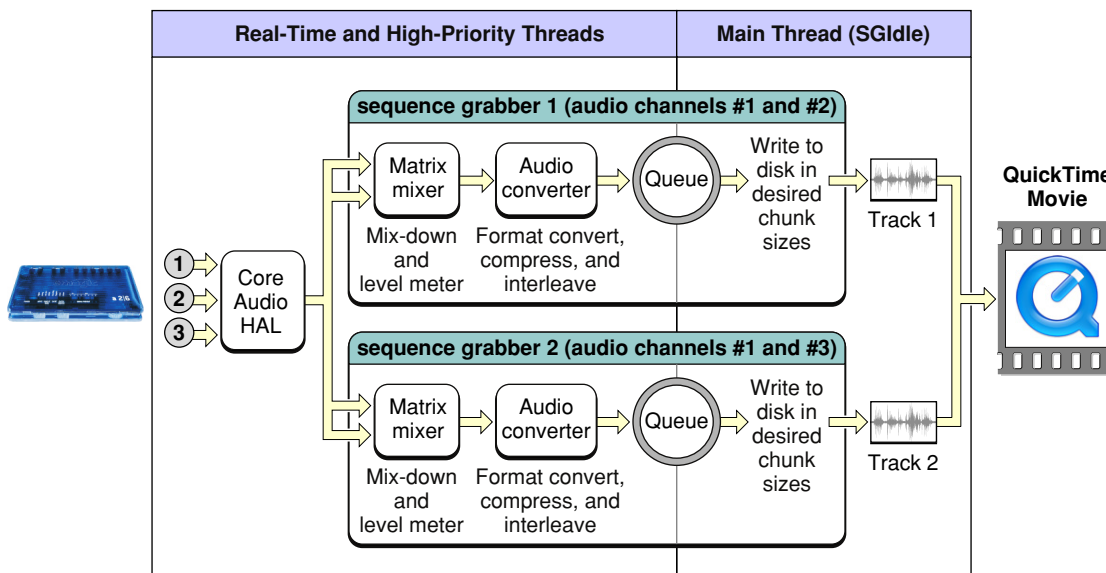 Real-Time and High-Priority Threads
Main Thread (SGIdle)
sequence grabber 1 (audio channels #1 and #2)
Matrix
mixer
Audio
converter
Queue
Write to
disk in
desired
chunk
sizes
Mix-down
and
level meter
Format convert,
compress, and
interleave
Track 1
QuickTime
Movie
1
2
3
Core
Audio
HAL
sequence grabber 2 (audio channels #1 and #3)
Matrix
mixer
Audio
converter
Queue
Write to
disk in
desired
chunk
sizes
Mix-down
and
level meter
Format convert,
compress, and
interleave
Track 2